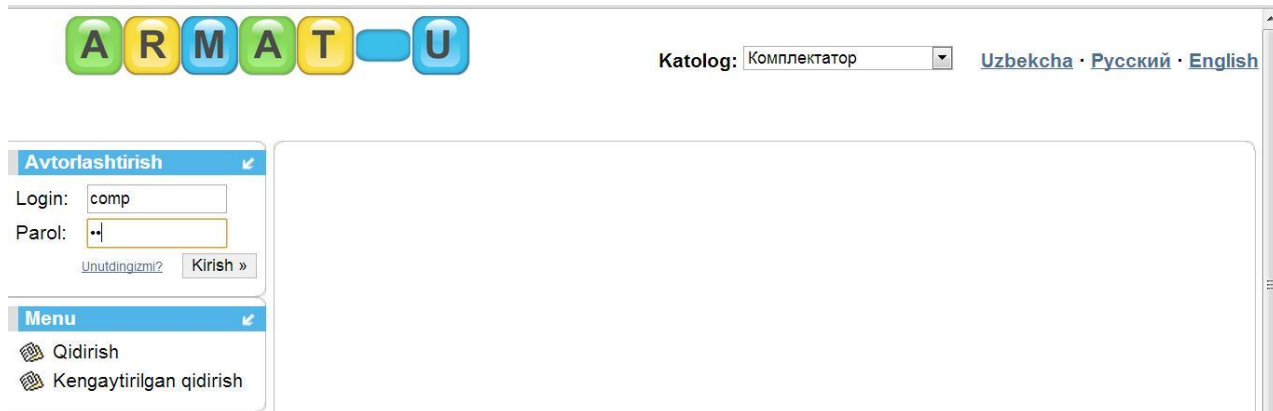 ARMAT-U
Katolog: Комплектатор Uzbekcha · Русский · English
Avtorlashtirish
Login: comp
Parol: ••
Unutdingizmi? Kirish »
Menu
Qidirish
Kengaytirilgan qidirish